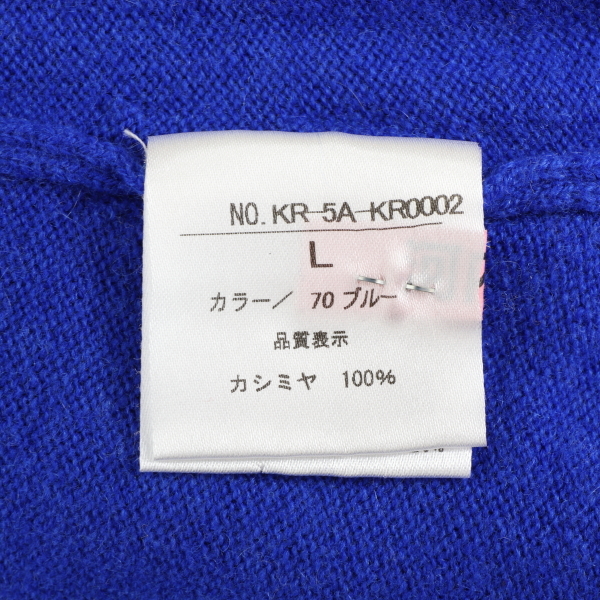 NO. KR-5A-KR0002
L
カラー／ 70 ブルー
品質表示
カシミヤ 100%